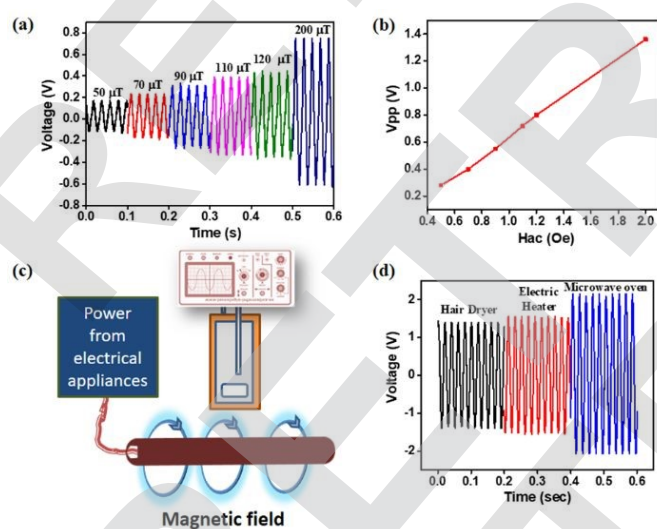 (a)
0.8
0.6
0.4
0.2
0.0
-0.2
-0.4
-0.6
-0.8
Voltage (V)
50 µT
70 µT
90 µT
110 µT
120 µT
200 µT
0.0 0.1 0.2 0.3 0.4 0.5 0.6
Time (s)
(b)
1.4
1.2
1.0
0.8
0.6
0.4
0.2
Vpp (V)
0.4 0.6 0.8 1.0 1.2 1.4 1.6 1.8 2.0
Hac (Oe)
(c)
Power
from
electrical
appliances
Magnetic field
(d)
2
1
0
-1
-2
Voltage (V)
Hair Dryer
Electric
Heater
Microwave oven
0.0 0.1 0.2 0.3 0.4 0.5 0.6
Time (sec)